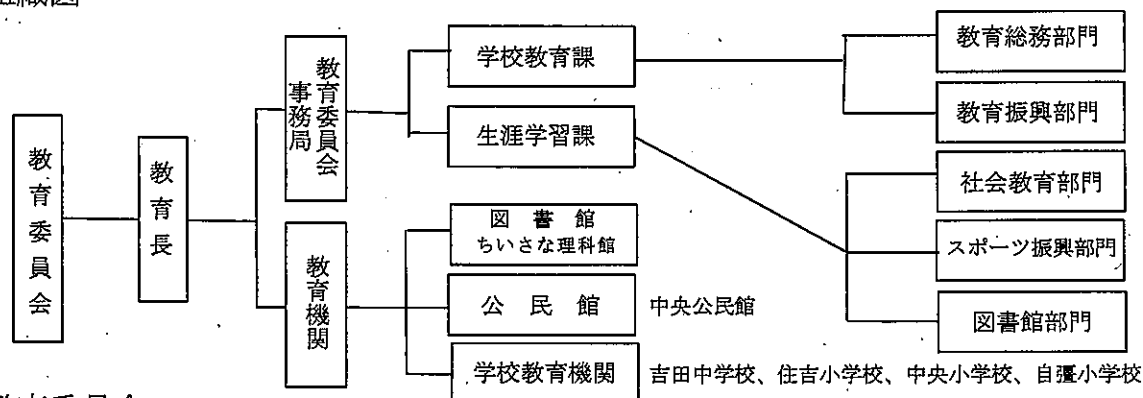 組織図
教育委員会
教育長
教育委員会
事務局
教育機関
学校教育課
生涯学習課
図書館
ちいさな理科館
公民館
中央公民館
学校教育機関
吉田中学校、住吉小学校、中央小学校、自彊小学校
教育総務部門
教育振興部門
社会教育部門
スポーツ振興部門
図書館部門
教育委員会